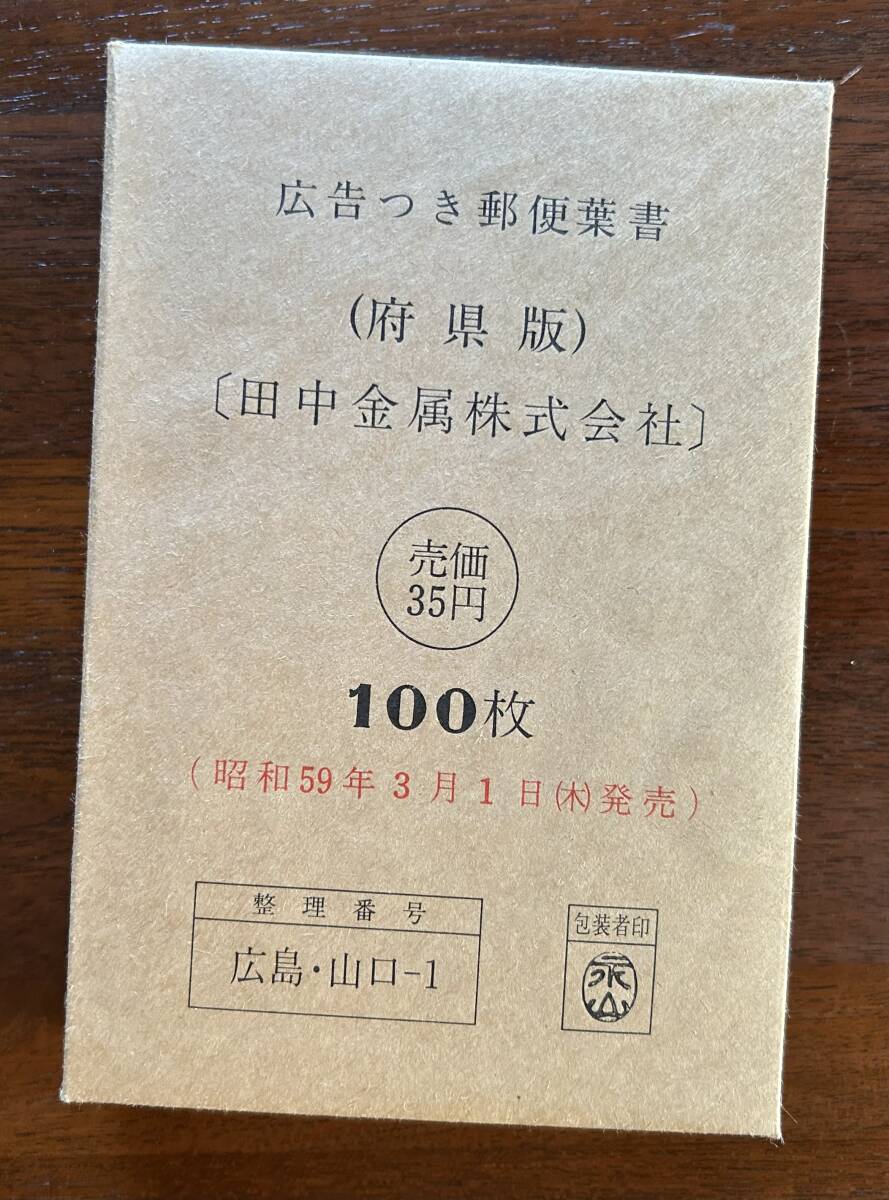 広告つき郵便葉書
(府県版)
〔田中金属株式会社〕
売価
35円
100枚
(昭和59年3月1日㈭発売)
整理番号
広島・山口-1
包装者印
永山